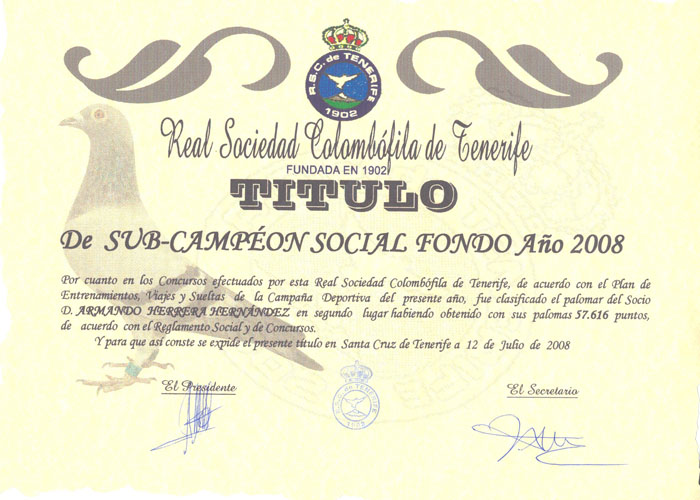 R.S.C. de TENERIFE
1902
Real Sociedad Colombófila de Tenerife
FUNDADA EN 1902
TITULO
De SUB-CAMPÉON SOCIAL FONDO Año 2008
Por cuanto en los Concursos efectuados por esta Real Sociedad Colombófila de Tenerife, de acuerdo con el Plan de
Entrenamientos, Viajes y Sueltas de la Campaña Deportiva del presente año, fue clasificado el palomar del Socio
D. ARMANDO HERRERA HERNÁNDEZ en segundo lugar habiendo obtenido con sus palomas 57.616 puntos,
de acuerdo con el Reglamento Social y de Concursos.
Y para que así conste se expide el presente título en Santa Cruz de Tenerife a 12 de Julio de 2008
El Presidente
El Secretario
R.S.C. de TENERIFE
1902